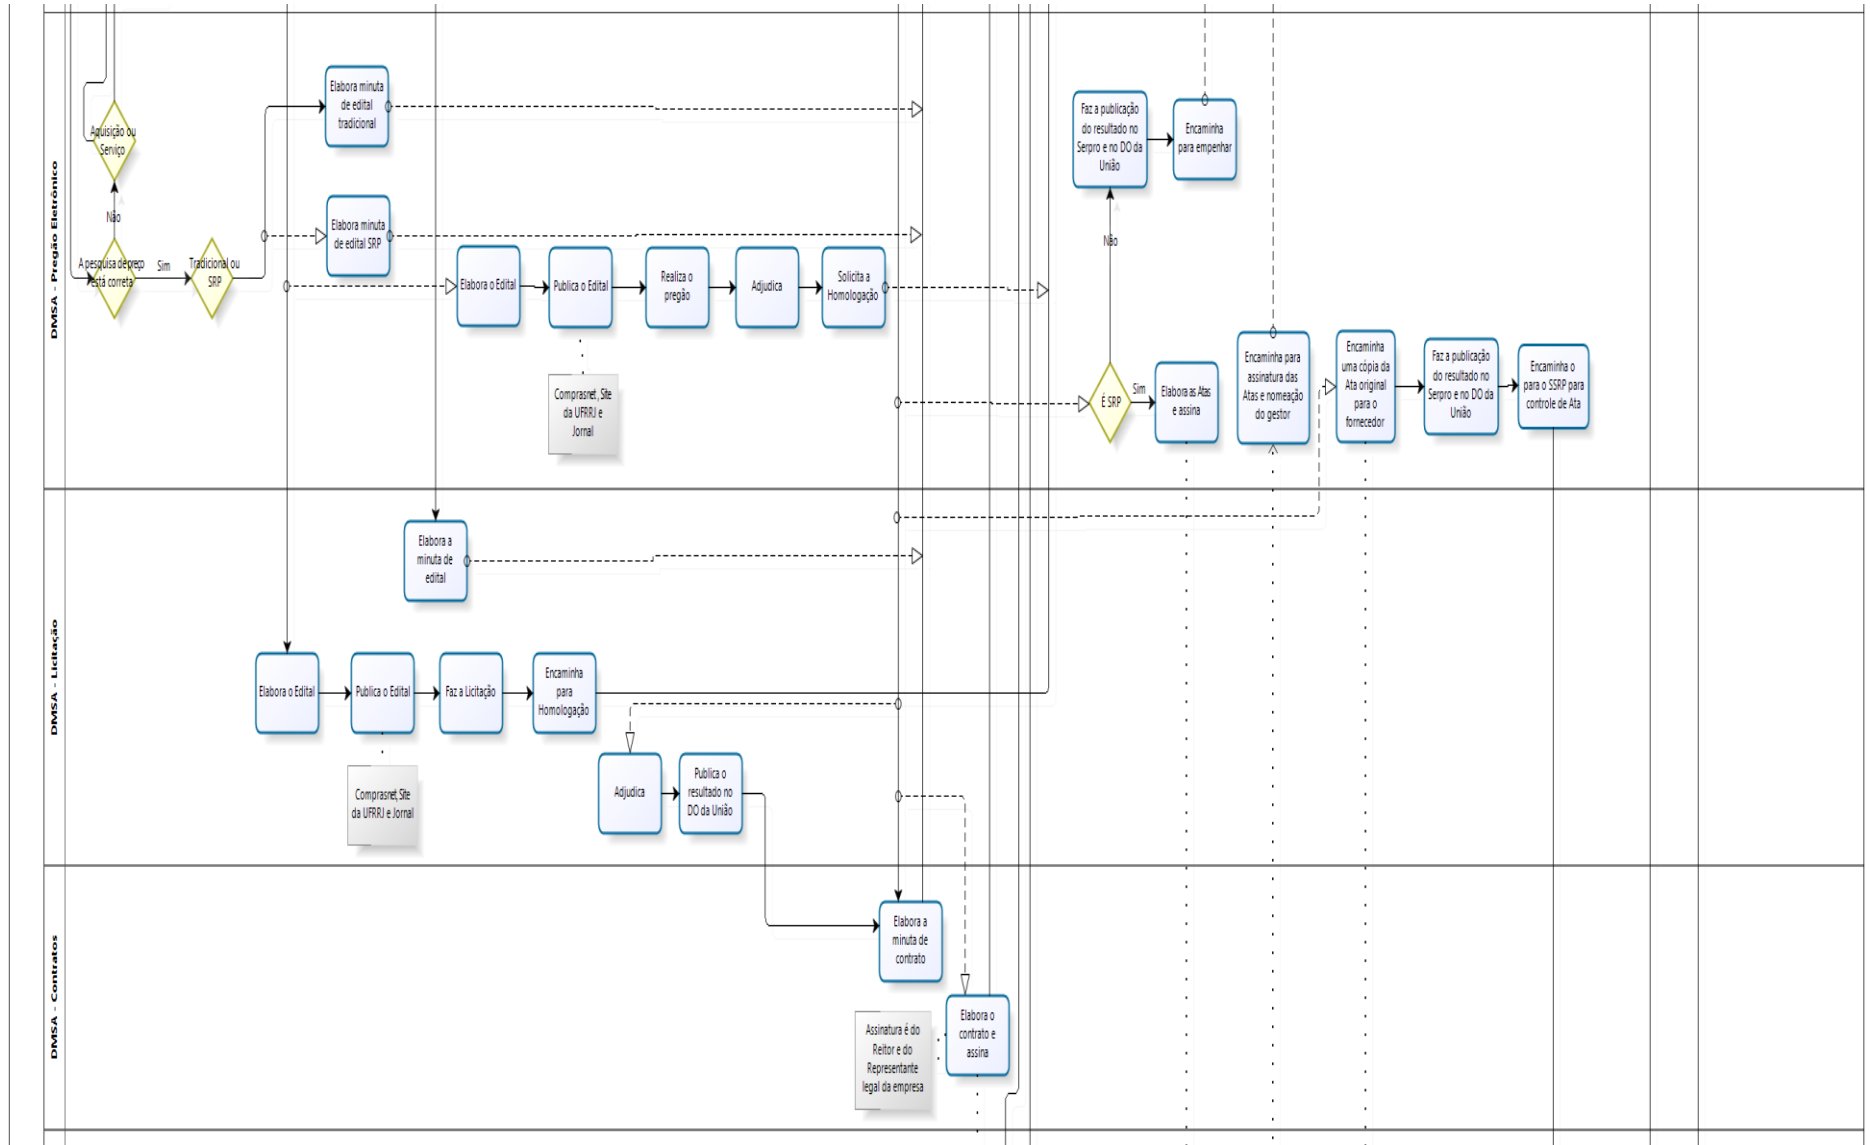 DMSA - Pregão Eletrônico
Aquisição ou
Serviço
Não
A pesquisa de preço
está correta
Sim
Tradicional ou
SRP
Elabora minuta
de edital
tradicional
Elabora minuta
de edital SRP
Elabora o Edital
Publica o Edital
Realiza o
pregão
Adjudica
Solicita a
Homologação
Comprasnet, Site
da UFRRJ e
Jornal
Faz a publicação
do resultado no
Serpro e no DO da
União
Encaminha
para empenhar
Não
É SRP
Sim
Elabora as Atas
e assina
Encaminha para
assinatura das
Atas e nomeação
do gestor
Encaminha
uma cópia da
Ata original
para o
fornecedor
Faz a publicação
do resultado no
Serpro e no DO da
União
Encaminha o
para o SSRP para
controle de Ata
DMSA - Licitação
Elabora a
minuta de
edital
Elabora o Edital
Publica o Edital
Faz a Licitação
Encaminha
para
Homologação
Comprasnet, Site
da UFRRJ e Jornal
Adjudica
Publica o
resultado no
DO da União
DMSA - Contratos
Elabora a
minuta de
contrato
Elabora o
contrato e
assina
Assinatura é do
Reitor e do
Representante
legal da empresa